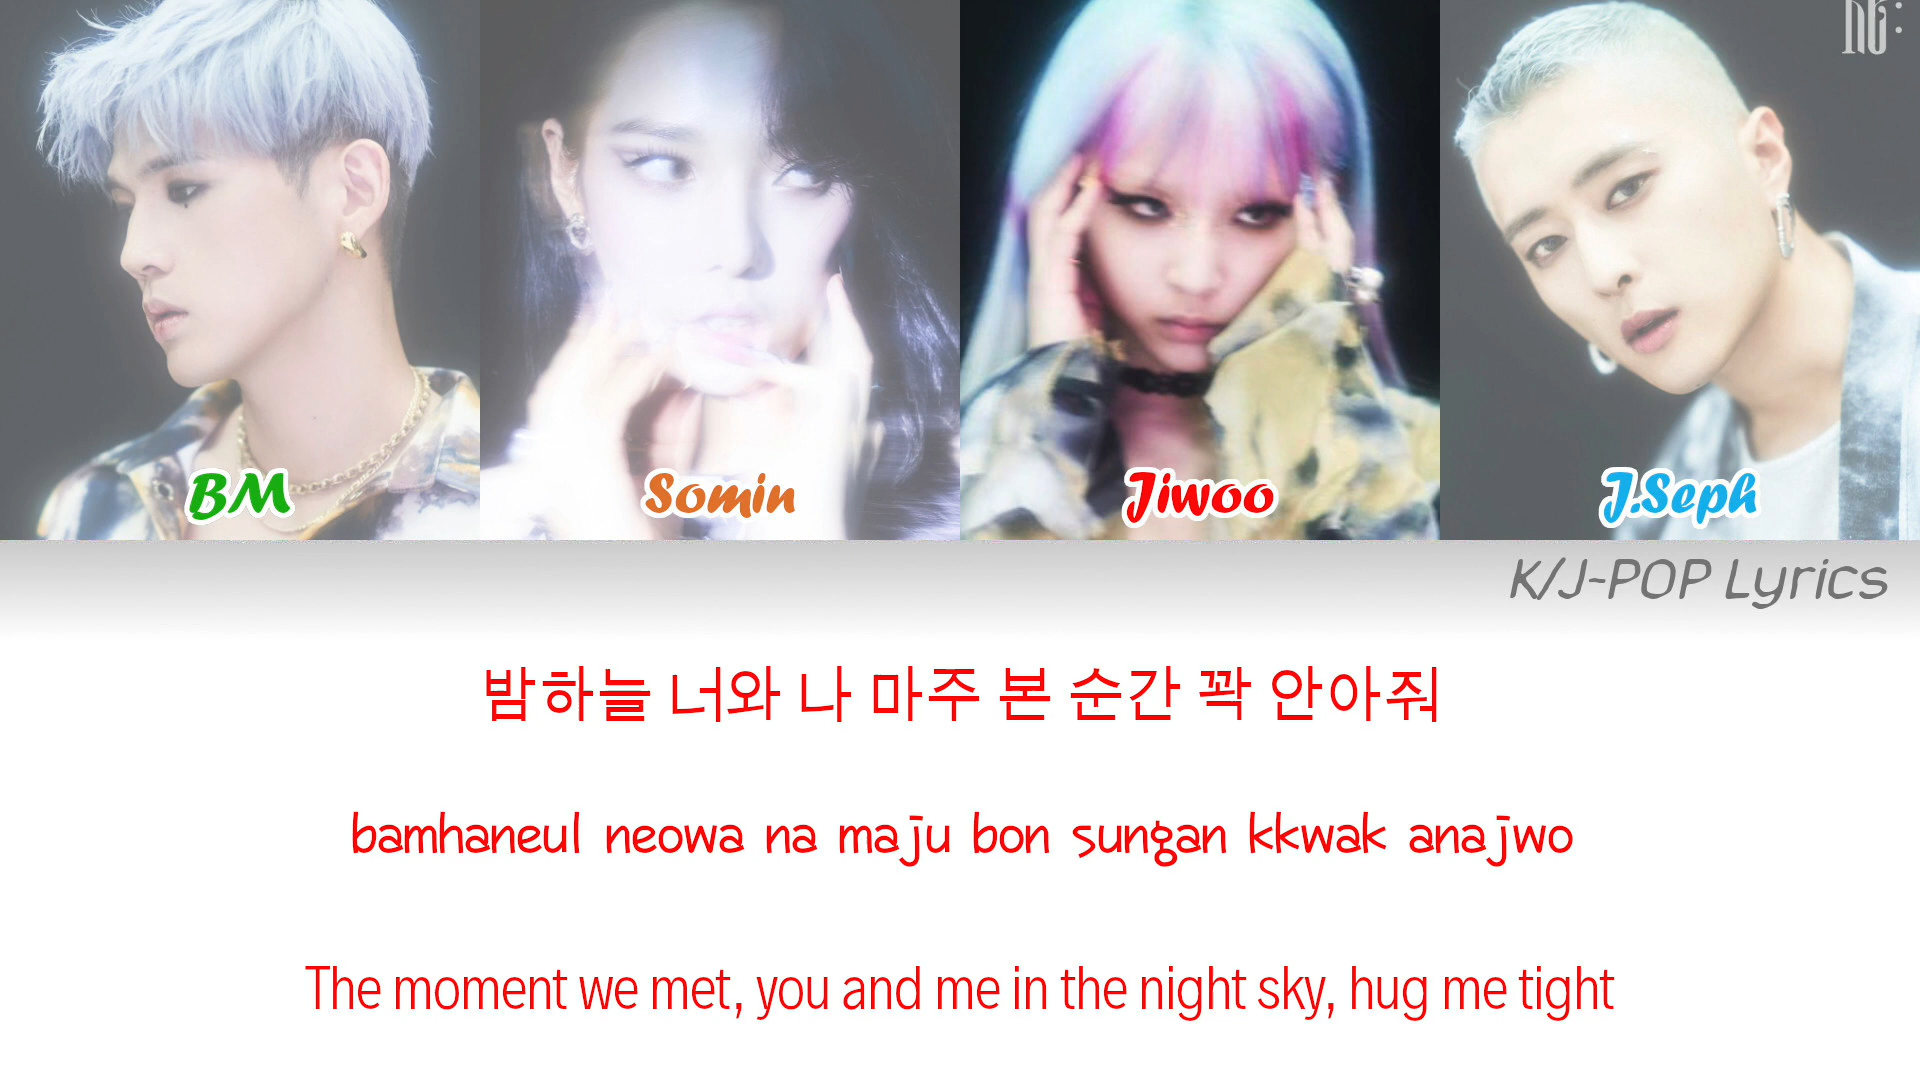 BM
Somin
Jiwoo
J.Seph
K/J-POP Lyrics
밤하늘 너와 나 마주 본 순간 꽉 안아줘
bamhaneul neowa na maju bon sungan kkwak anajwo
The moment we met, you and me in the night sky, hug me tight